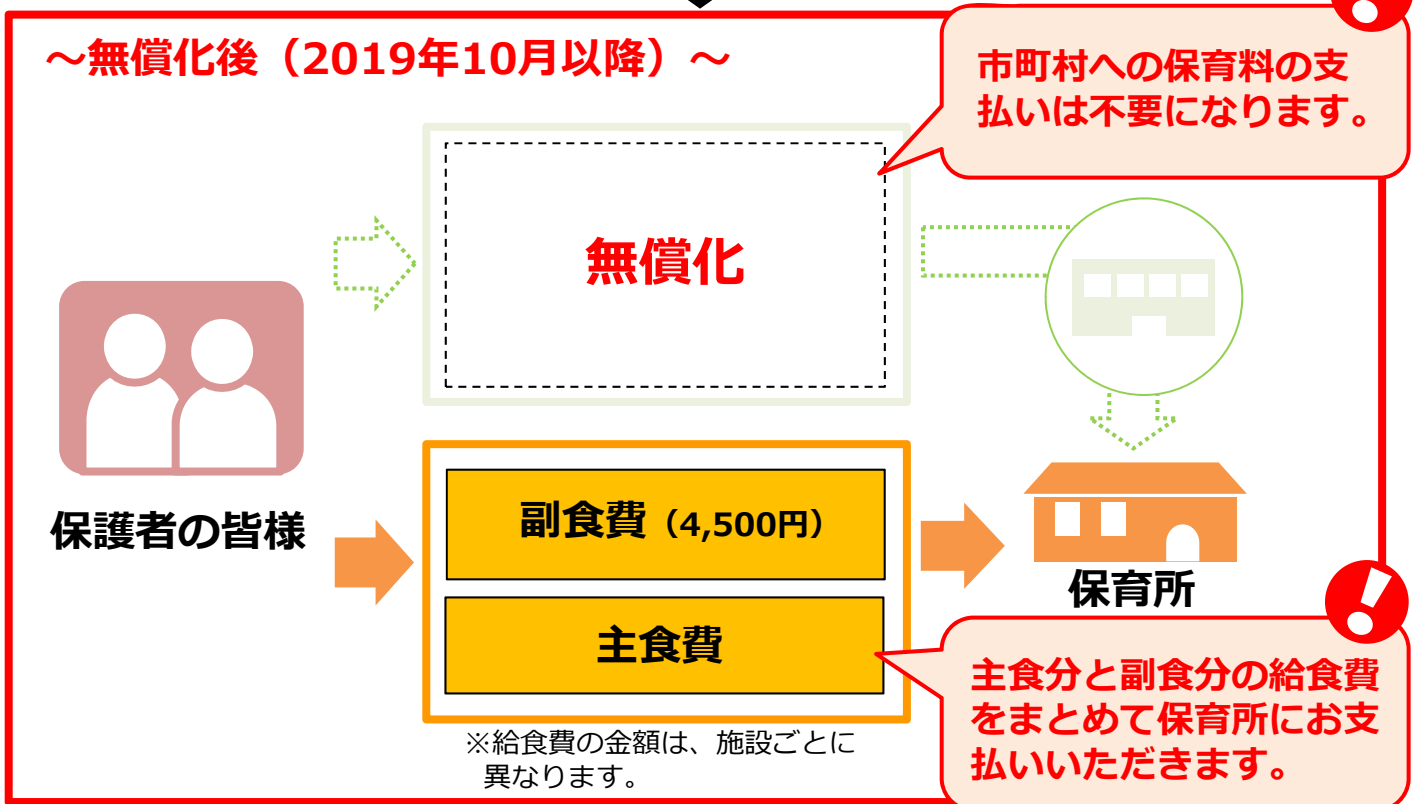 ～無償化後（2019年10月以降）～
市町村への保育料の支
払いは不要になります。
無償化
保護者の皆様
副食費（4,500円）
主食費
保育所
※給食費の金額は、施設ごとに
異なります。
主食分と副食分の給食費
をまとめて保育所にお支
払いいただきます。